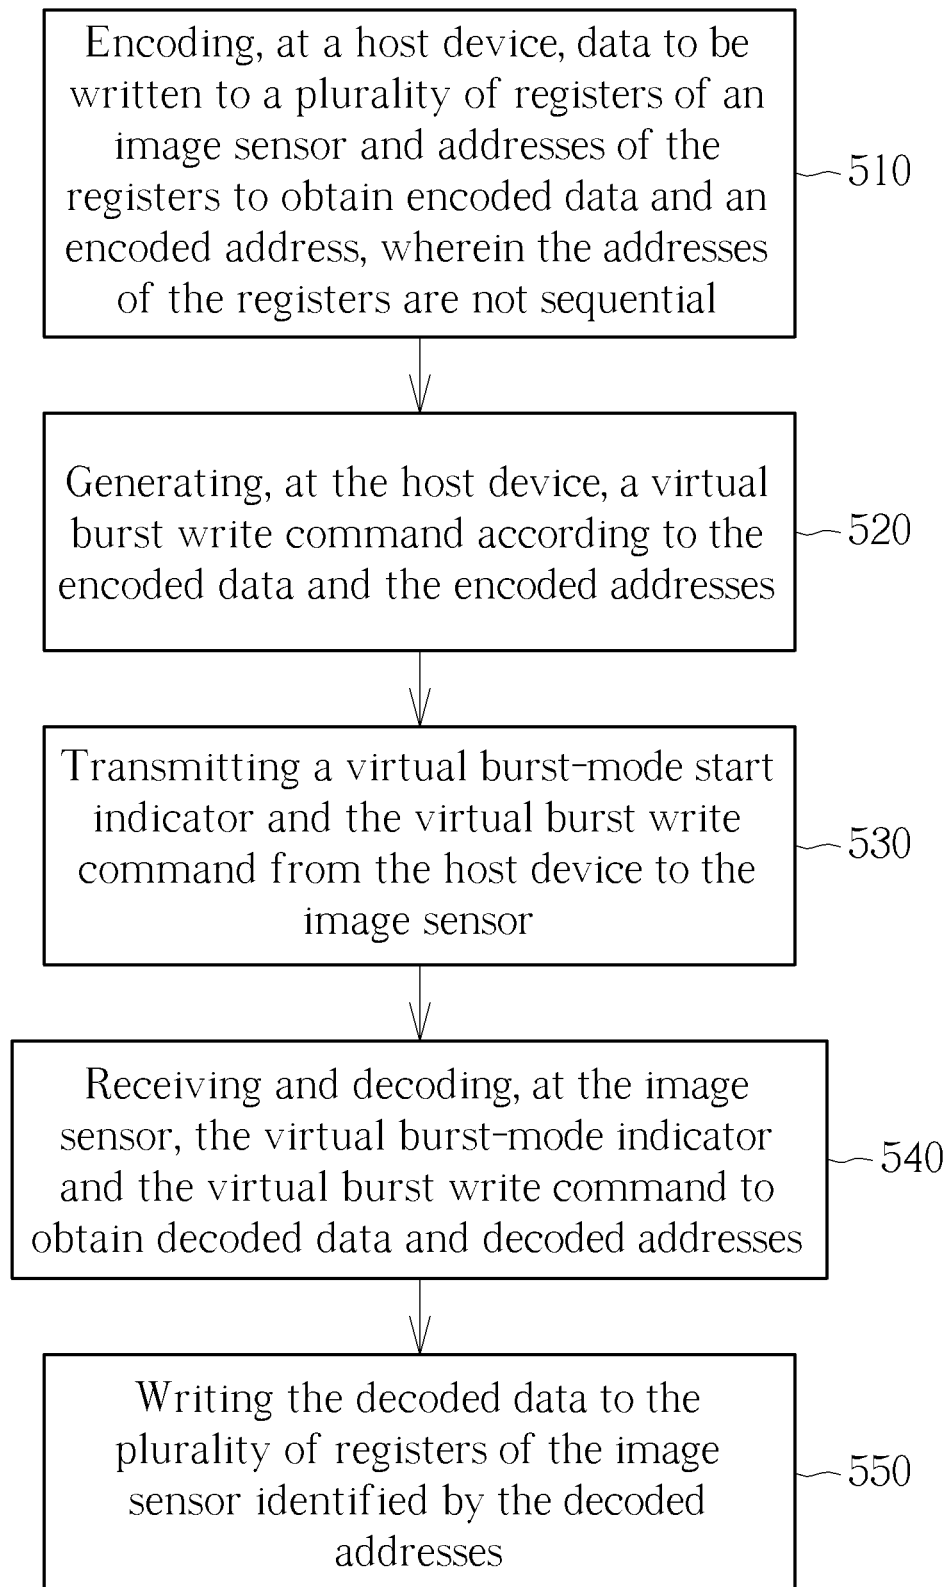 Encoding, at a host device, data to be
written to a plurality of registers of an
image sensor and addresses of the
registers to obtain encoded data and an
encoded address, wherein the addresses
of the registers are not sequential
510
Generating, at the host device, a virtual
burst write command according to the
encoded data and the encoded addresses
520
Transmitting a virtual burst-mode start
indicator and the virtual burst write
command from the host device to the
image sensor
530
Receiving and decoding, at the image
sensor, the virtual burst-mode indicator
and the virtual burst write command to
obtain decoded data and decoded addresses
540
Writing the decoded data to the
plurality of registers of the image
sensor identified by the decoded
addresses
550